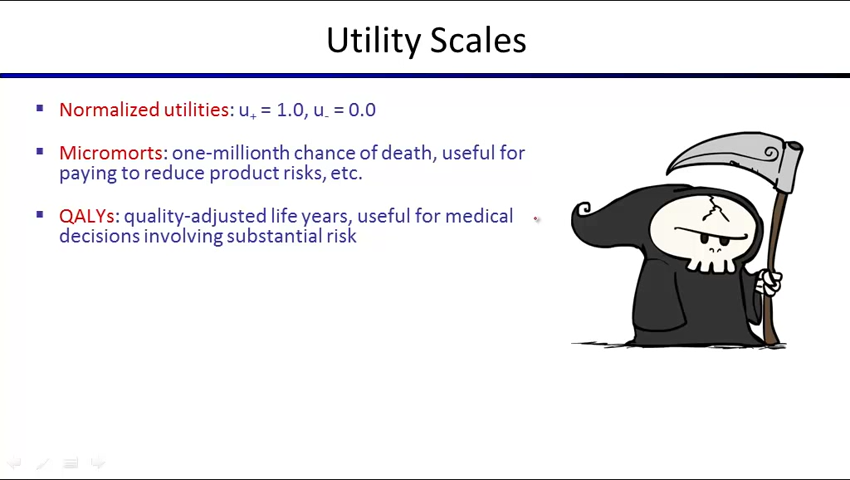 Utility Scales
▪ Normalized utilities: u₊ = 1.0, u₋ = 0.0
▪ Micromorts: one-millionth chance of death, useful for
paying to reduce product risks, etc.
▪ QALYs: quality-adjusted life years, useful for medical
decisions involving substantial risk